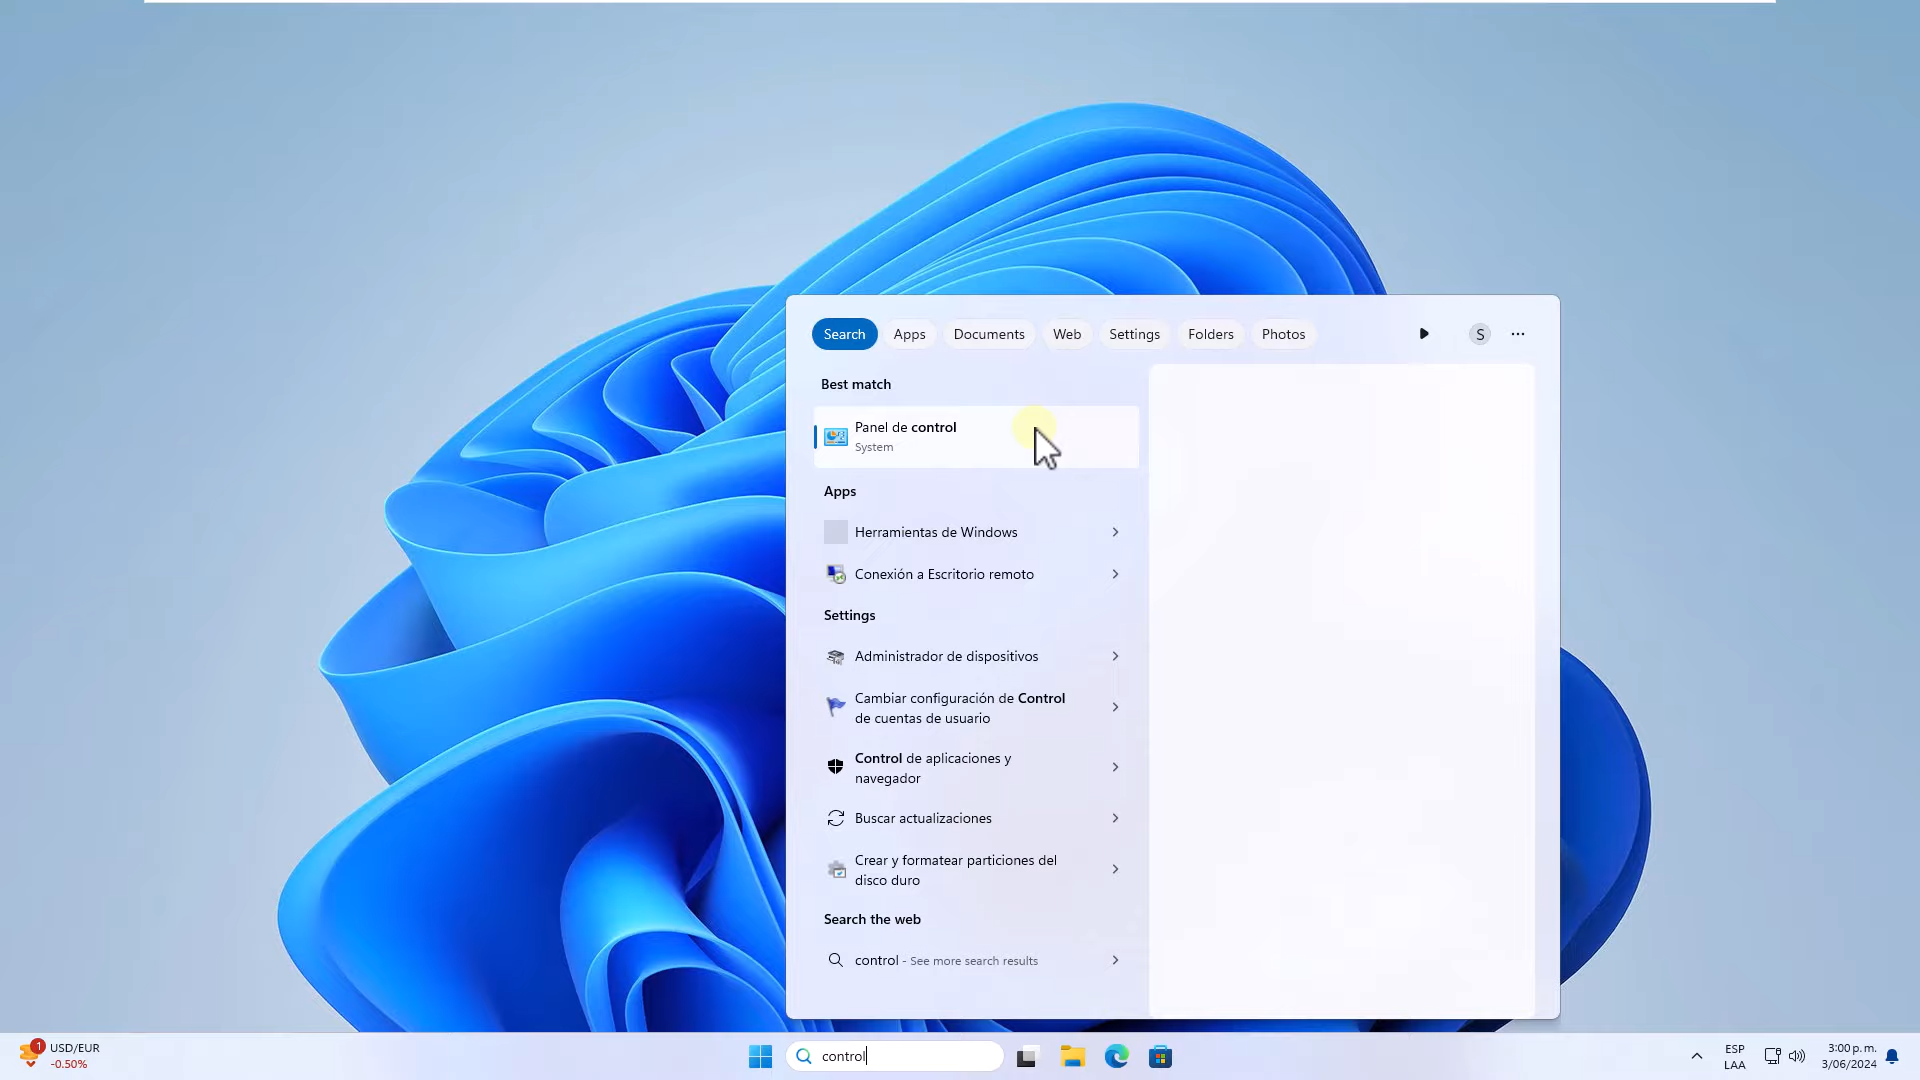 Search Apps Documents Web Settings Folders Photos S
Best match
Panel de control
System
Apps
Herramientas de Windows
Conexión a Escritorio remoto
Settings
Administrador de dispositivos
Cambiar configuración de Control
de cuentas de usuario
Control de aplicaciones y
navegador
Buscar actualizaciones
Crear y formatear particiones del
disco duro
Search the web
control - See more search results
1
USD/EUR
-0.50%
control
ESP
LAA
3:00 p. m.
3/06/2024